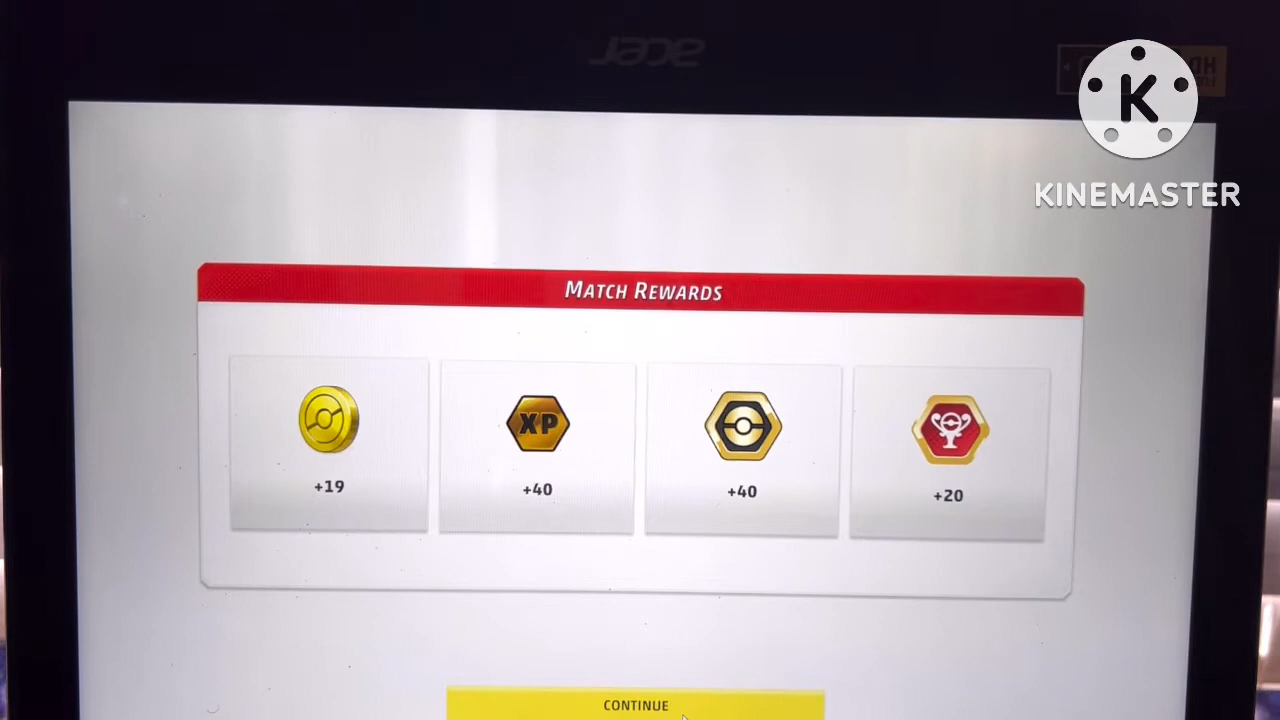 acer
K
KINEMASTER
MATCH REWARDS
XP
+19
+40
+40
+20
CONTINUE